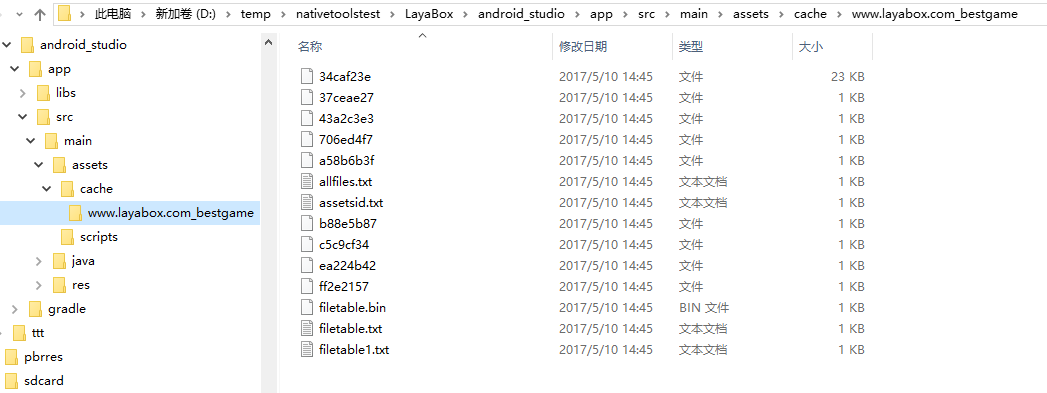 此电脑 › 新加卷 (D:) › temp › nativetoolstest › LayaBox › android_studio › app › src › main › assets › cache › www.layabox.com_bestgame
android_studio
app
libs
src
main
assets
cache
www.layabox.com_bestgame
scripts
java
res
gradle
ttt
pbrres
sdcard
名称 修改日期 类型 大小
34caf23e 2017/5/10 14:45 文件 23 KB
37ceae27 2017/5/10 14:45 文件 1 KB
43a2c3e3 2017/5/10 14:45 文件 1 KB
706ed4f7 2017/5/10 14:45 文件 1 KB
a58b6b3f 2017/5/10 14:45 文件 1 KB
allfiles.txt 2017/5/10 14:45 文本文档 1 KB
assetsid.txt 2017/5/10 14:45 文本文档 1 KB
b88e5b87 2017/5/10 14:45 文件 1 KB
c5c9cf34 2017/5/10 14:45 文件 1 KB
ea224b42 2017/5/10 14:45 文件 1 KB
ff2e2157 2017/5/10 14:45 文件 1 KB
filetable.bin 2017/5/10 14:45 BIN 文件 1 KB
filetable.txt 2017/5/10 14:45 文本文档 1 KB
filetable1.txt 2017/5/10 14:45 文本文档 1 KB